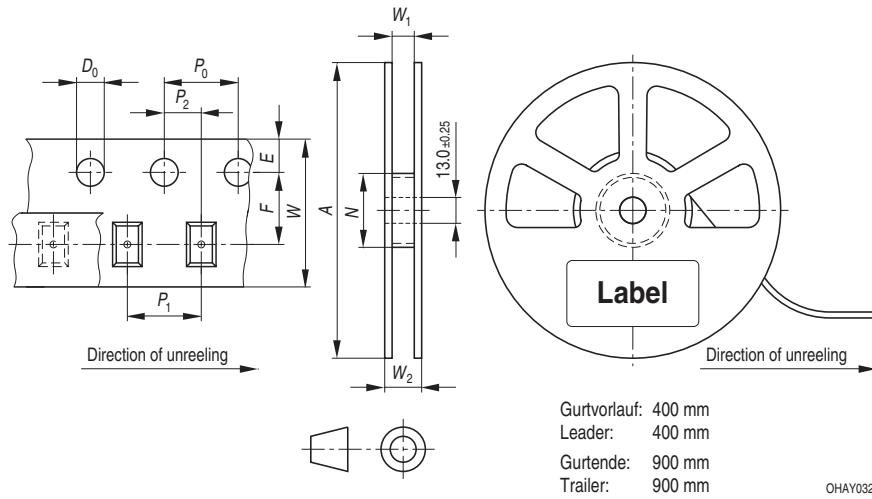 W1
D0
P0
P2
E
F
W
A
N
13.0±0.25
P1
Label
Direction of unreeling
W2
Direction of unreeling
Gurtvorlauf: 400 mm
Leader: 400 mm
Gurtende: 900 mm
Trailer: 900 mm